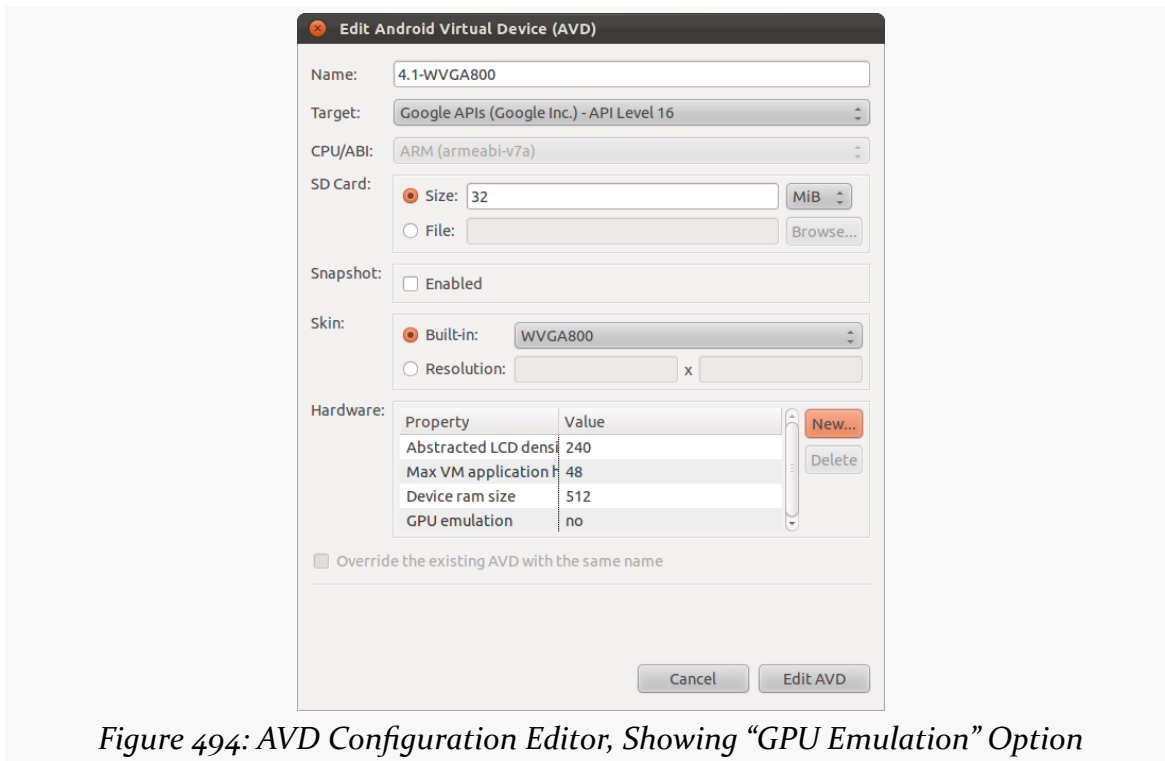 Edit Android Virtual Device (AVD)
Name: 4.1-WVGA800
Target: Google APIs (Google Inc.) - API Level 16
CPU/ABI: ARM (armeabi-v7a)
SD Card:
Size: 32 MiB
File: Browse...
Snapshot:
Enabled
Skin:
Built-in: WVGA800
Resolution: x
Hardware:
Property Value New...
Abstracted LCD densi 240
Delete
Max VM application h 48
Device ram size 512
GPU emulation no
Override the existing AVD with the same name
Cancel Edit AVD
Figure 494: AVD Configuration Editor, Showing “GPU Emulation” Option